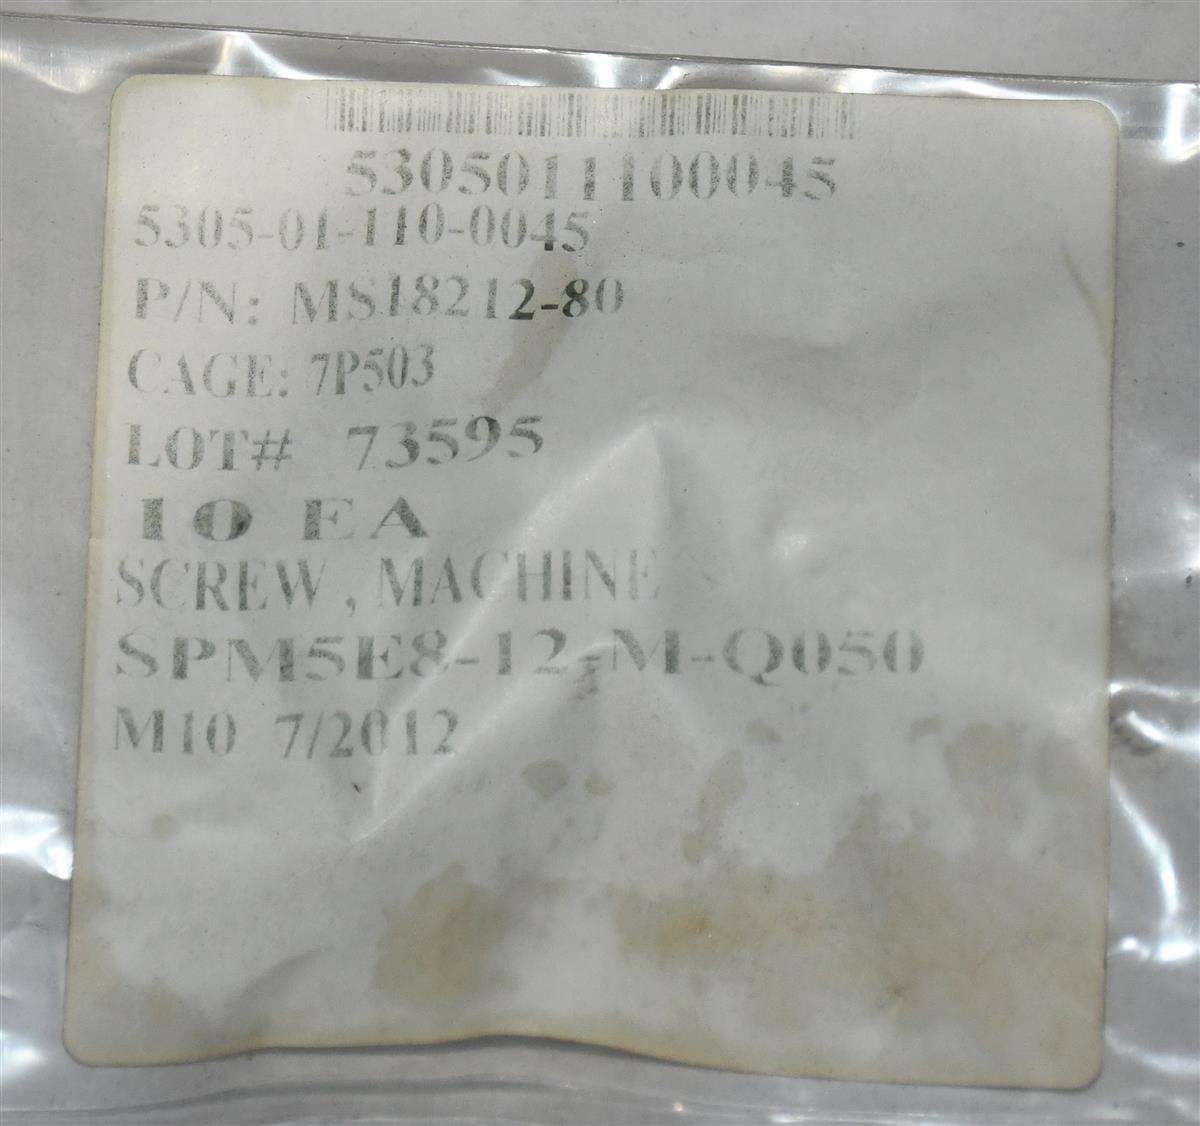 5305011100045
5305-01-110-0045
P/N: MS18212-80
CAGE: 7P503
LOT# 73595
10 EA
SCREW, MACHINE
SPM5E8-12-M-Q050
M10 7/2012